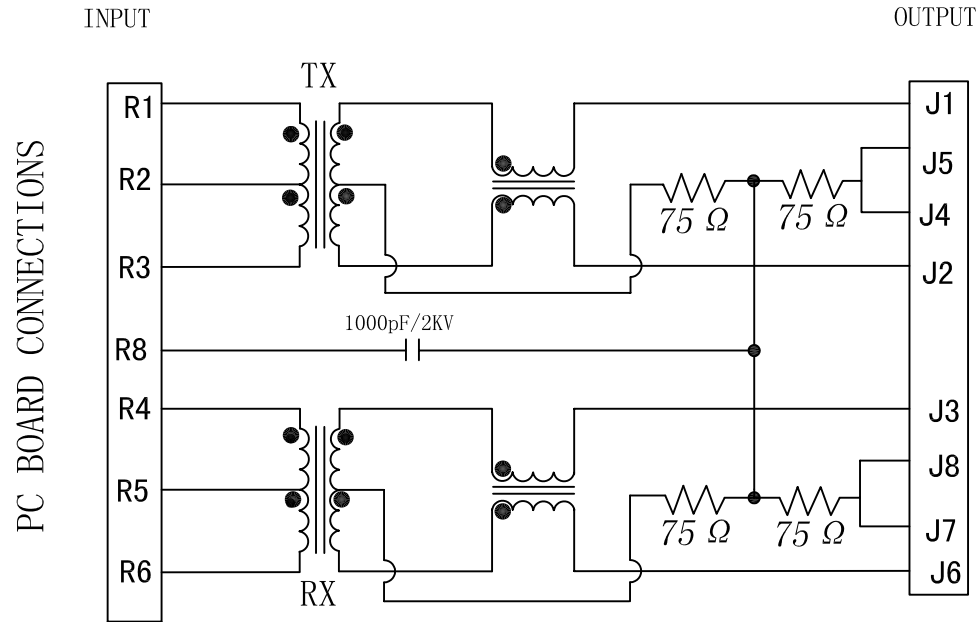 INPUT
OUTPUT
PC BOARD CONNECTIONS
TX
R1
J1
J5
R2
75 Ω
75 Ω
J4
R3
J2
1000pF/2KV
R8
R4
J3
J8
R5
75 Ω
75 Ω
J7
R6
J6
RX